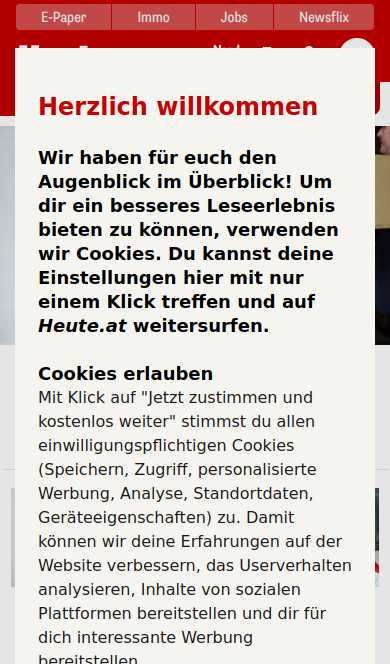 E-Paper Immo Jobs Newsflix
Herzlich willkommen
Wir haben für euch den
Augenblick im Überblick! Um
dir ein besseres Leseerlebnis
bieten zu können, verwenden
wir Cookies. Du kannst deine
Einstellungen hier mit nur
einem Klick treffen und auf
Heute.at weitersurfen.
Cookies erlauben
Mit Klick auf "Jetzt zustimmen und
kostenlos weiter" stimmst du allen
einwilligungspflichtigen Cookies
(Speichern, Zugriff, personalisierte
Werbung, Analyse, Standortdaten,
Geräteeigenschaften) zu. Damit
können wir deine Erfahrungen auf der
Website verbessern, das Userverhalten
analysieren, Inhalte von sozialen
Plattformen bereitstellen und dir für
dich interessante Werbung
bereitstellen